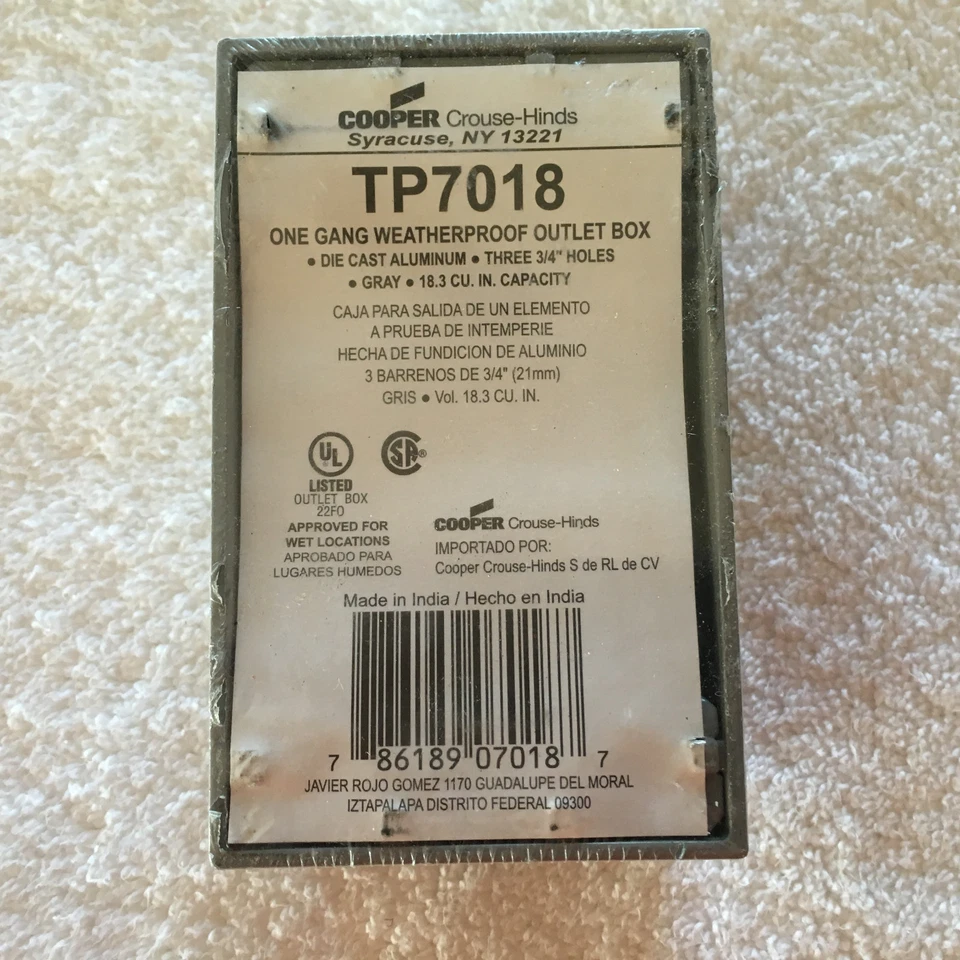 COOPER Crouse-Hinds
Syracuse, NY 13221
TP7018
ONE GANG WEATHERPROOF OUTLET BOX
• DIE CAST ALUMINUM • THREE 3/4" HOLES
• GRAY • 18.3 CU. IN. CAPACITY
CAJA PARA SALIDA DE UN ELEMENTO
A PRUEBA DE INTEMPERIE
HECHA DE FUNDICION DE ALUMINIO
3 BARRENOS DE 3/4" (21mm)
GRIS • Vol. 18.3 CU. IN.
UL SA®
LISTED
OUTLET BOX
22FO
APPROVED FOR
WET LOCATIONS
APROBADO PARA
LUGARES HUMEDOS
COOPER Crouse-Hinds
IMPORTADO POR:
Cooper Crouse-Hinds S de RL de CV
Made in India / Hecho en India
7 86189 07018 7
JAVIER ROJO GOMEZ 1170 GUADALUPE DEL MORAL
IZTAPALAPA DISTRITO FEDERAL 09300